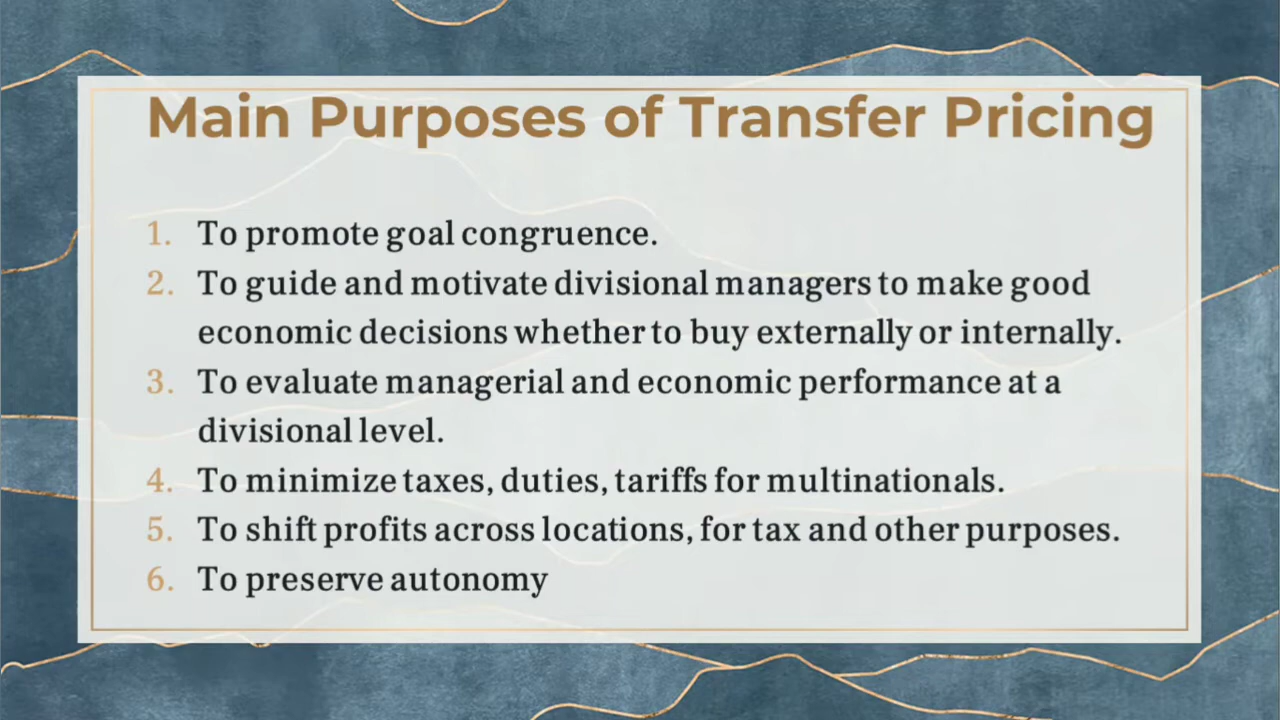 Main Purposes of Transfer Pricing
1. To promote goal congruence.
2. To guide and motivate divisional managers to make good
economic decisions whether to buy externally or internally.
3. To evaluate managerial and economic performance at a
divisional level.
4. To minimize taxes, duties, tariffs for multinationals.
5. To shift profits across locations, for tax and other purposes.
6. To preserve autonomy